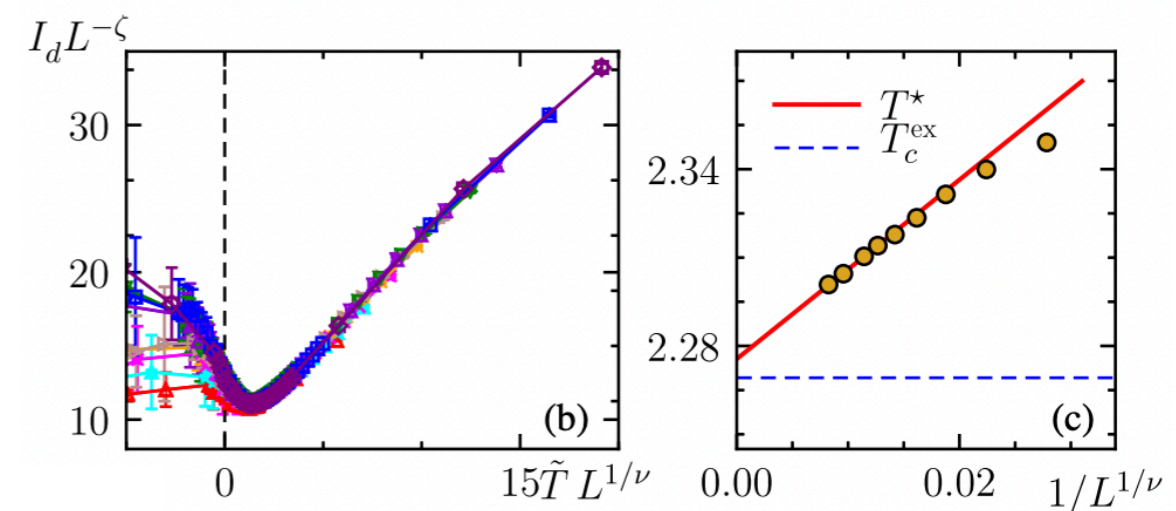 I_d L^{-ζ}
30
20
10
0
15
T̃ L^{1/ν}
(b)
T^⋆
T_c^{ex}
2.34
2.28
(c)
0.00
0.02
1/L^{1/ν}